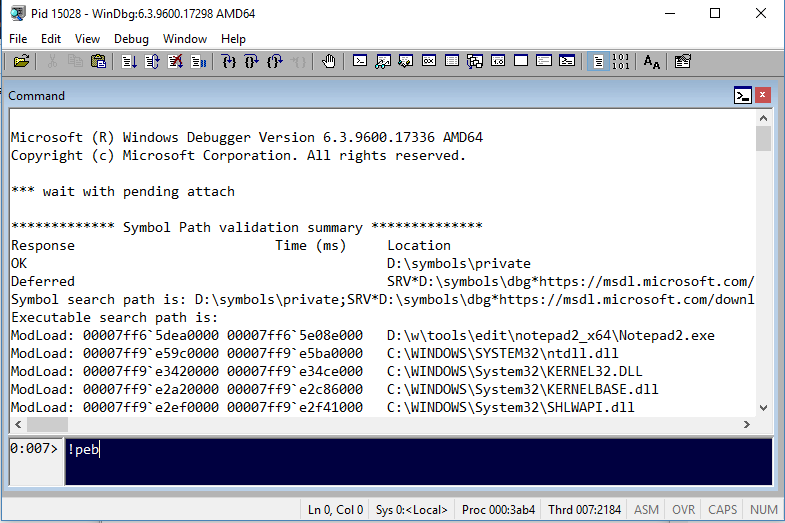 Pid 15028 - WinDbg:6.3.9600.17298 AMD64
File Edit View Debug Window Help
Command
Microsoft (R) Windows Debugger Version 6.3.9600.17336 AMD64
Copyright (c) Microsoft Corporation. All rights reserved.
*** wait with pending attach
************* Symbol Path validation summary **************
Response Time (ms) Location
OK D:\symbols\private
Deferred SRV*D:\symbols\dbg*https://msdl.microsoft.com/
Symbol search path is: D:\symbols\private;SRV*D:\symbols\dbg*https://msdl.microsoft.com/downl
Executable search path is:
ModLoad: 00007ff6`5dea0000 00007ff6`5e08e000 D:\w\tools\edit\notepad2_x64\Notepad2.exe
ModLoad: 00007ff9`e59c0000 00007ff9`e5ba0000 C:\WINDOWS\SYSTEM32\ntdll.dll
ModLoad: 00007ff9`e3420000 00007ff9`e34ce000 C:\WINDOWS\System32\KERNEL32.DLL
ModLoad: 00007ff9`e2a20000 00007ff9`e2c86000 C:\WINDOWS\System32\KERNELBASE.dll
ModLoad: 00007ff9`e2ef0000 00007ff9`e2f41000 C:\WINDOWS\System32\SHLWAPI.dll
0:007> !peb
Ln 0, Col 0 Sys 0:<Local> Proc 000:3ab4 Thrd 007:2184 ASM OVR CAPS NUM